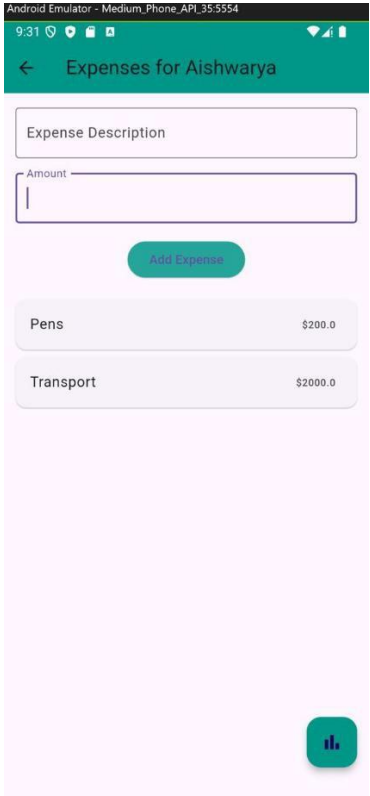 Android Emulator - Medium_Phone_API_35:5554
9:31
Expenses for Aishwarya
Expense Description
Amount
Add Expense
Pens $200.0
Transport $2000.0